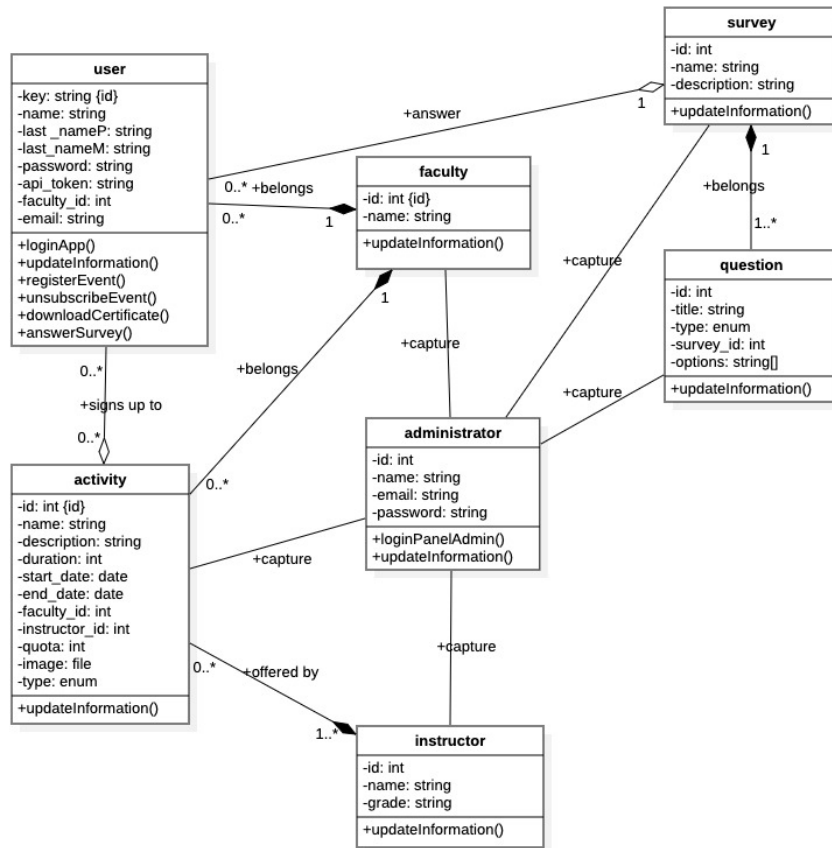 survey
-id: int
-name: string
-description: string
+updateInformation()
user
-key: string {id}
-name: string
-last _nameP: string
-last_nameM: string
-password: string
-api_token: string
-faculty_id: int
-email: string
+loginApp()
+updateInformation()
+registerEvent()
+unsubscribeEvent()
+downloadCertificate()
+answerSurvey()
+answer
1
0..*
+belongs
0..*
1
faculty
-id: int {id}
-name: string
+updateInformation()
1
+belongs
1..*
question
-id: int
-title: string
-type: enum
-survey_id: int
-options: string[]
+updateInformation()
+capture
+capture
+capture
1
+belongs
0..*
0..*
+signs up to
0..*
administrator
-id: int
-name: string
-email: string
-password: string
+loginPanelAdmin()
+updateInformation()
activity
-id: int {id}
-name: string
-description: string
-duration: int
-start_date: date
-end_date: date
-faculty_id: int
-instructor_id: int
-quota: int
-image: file
-type: enum
+updateInformation()
+capture
+capture
0..*
+offered by
1..*
instructor
-id: int
-name: string
-grade: string
+updateInformation()